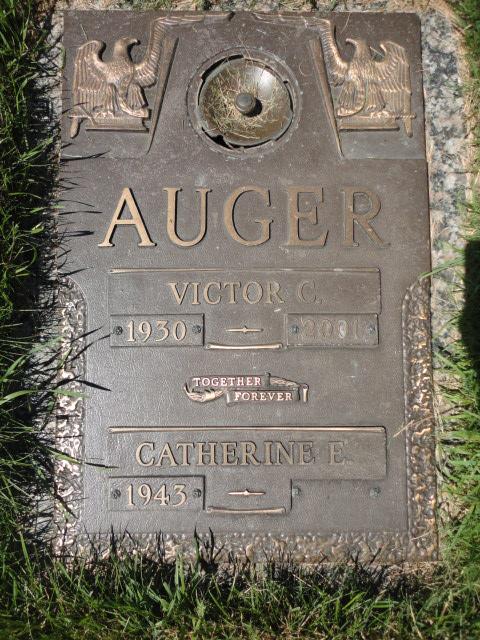 AUGER
VICTOR C.
1930 2001
TOGETHER
FOREVER
CATHERINE E.
1943